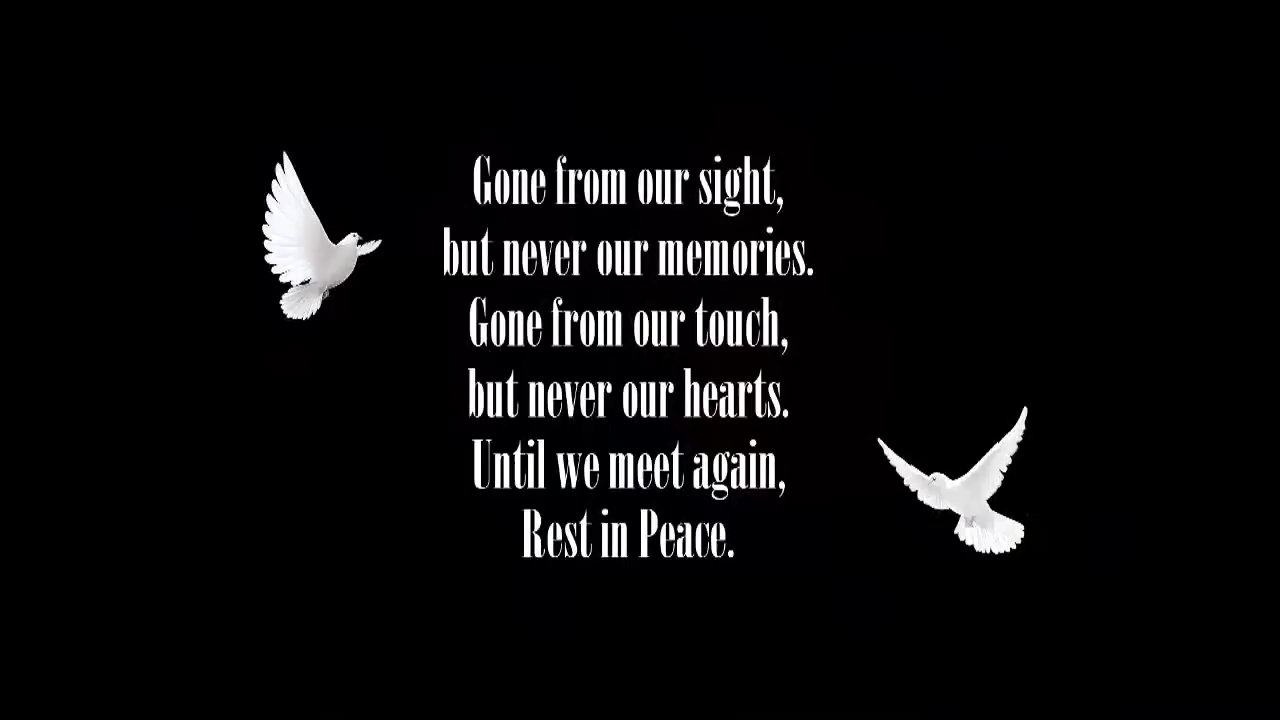 Gone from our sight,
but never our memories.
Gone from our touch,
but never our hearts.
Until we meet again,
Rest in Peace.